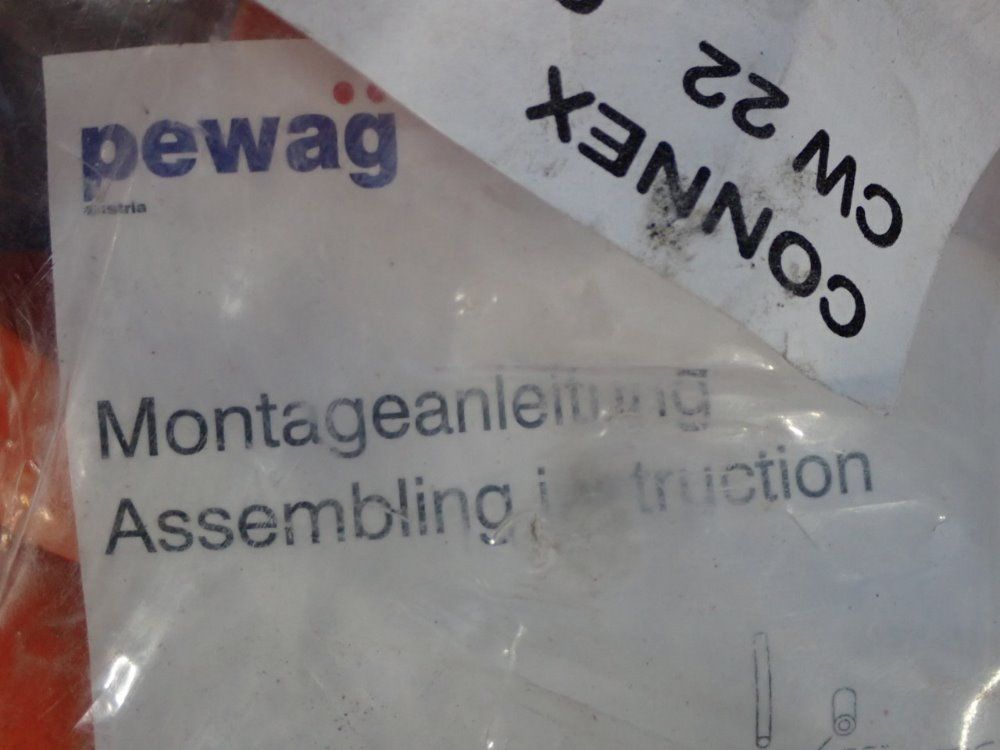 pewag
austria
CONNEX
CW 22
Montageanleitung
Assembling instruction